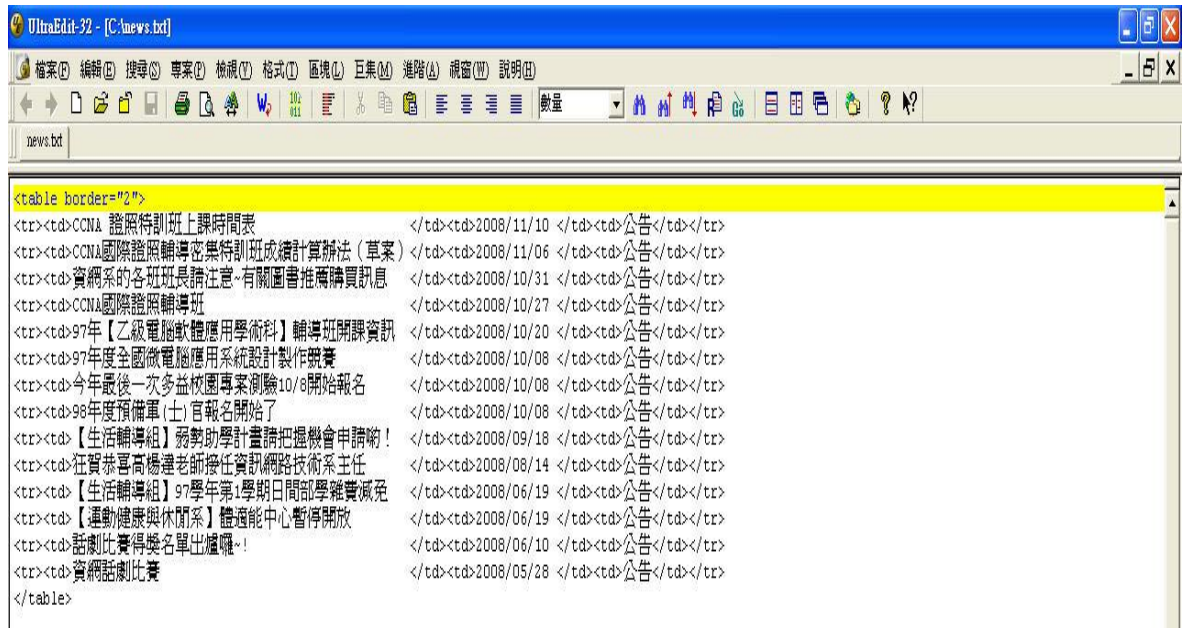 UltraEdit-32 - [C:\news.txt]
檔案(F) 編輯(E) 搜尋(S) 專案(P) 檢視(V) 格式(T) 區塊(L) 巨集(M) 進階(A) 視窗(W) 說明(H)
數量
news.txt
<table border="2">
<tr><td>CCNA 證照特訓班上課時間表 </td><td>2008/11/10 </td><td>公告</td></tr>
<tr><td>CCNA國際證照輔導密集特訓班成績計算辦法（草案）</td><td>2008/11/06 </td><td>公告</td></tr>
<tr><td>資網系的各班班長請注意~有關圖書推薦購買訊息 </td><td>2008/10/31 </td><td>公告</td></tr>
<tr><td>CCNA國際證照輔導班 </td><td>2008/10/27 </td><td>公告</td></tr>
<tr><td>97年【乙級電腦軟體應用學術科】輔導班開課資訊 </td><td>2008/10/20 </td><td>公告</td></tr>
<tr><td>97年度全國微電腦應用系統設計製作競賽 </td><td>2008/10/08 </td><td>公告</td></tr>
<tr><td>今年最後一次多益校園專案測驗10/8開始報名 </td><td>2008/10/08 </td><td>公告</td></tr>
<tr><td>98年度預備軍(士)官報名開始了 </td><td>2008/10/08 </td><td>公告</td></tr>
<tr><td>【生活輔導組】弱勢助學計畫請把握機會申請喲！ </td><td>2008/09/18 </td><td>公告</td></tr>
<tr><td>狂賀恭喜高楊達老師接任資訊網路技術系主任 </td><td>2008/08/14 </td><td>公告</td></tr>
<tr><td>【生活輔導組】97學年第1學期日間部學雜費減免 </td><td>2008/06/19 </td><td>公告</td></tr>
<tr><td>【運動健康與休閒系】體適能中心暫停開放 </td><td>2008/06/19 </td><td>公告</td></tr>
<tr><td>話劇比賽得獎名單出爐囉~! </td><td>2008/06/10 </td><td>公告</td></tr>
<tr><td>資網話劇比賽 </td><td>2008/05/28 </td><td>公告</td></tr>
</table>